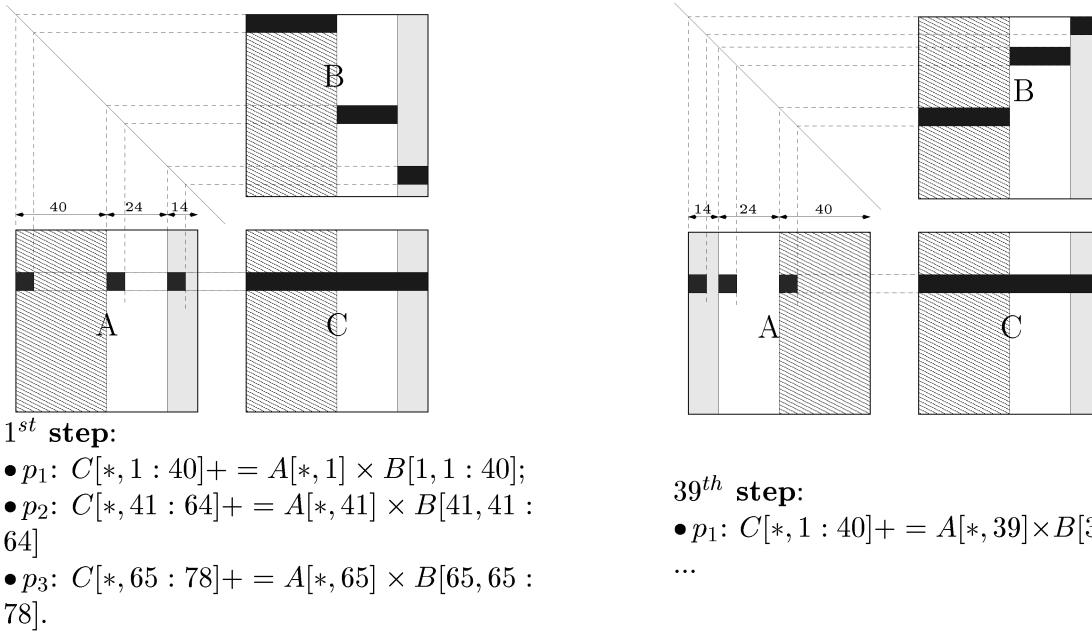 B
40 24 14
A
C
1st step:
• p1: C[∗, 1 : 40]+ = A[∗, 1] × B[1, 1 : 40];
• p2: C[∗, 41 : 64]+ = A[∗, 41] × B[41, 41 :
64]
• p3: C[∗, 65 : 78]+ = A[∗, 65] × B[65, 65 :
78].
B
14 24 40
A
C
39th step:
• p1: C[∗, 1 : 40]+ = A[∗, 39]×B[3
...